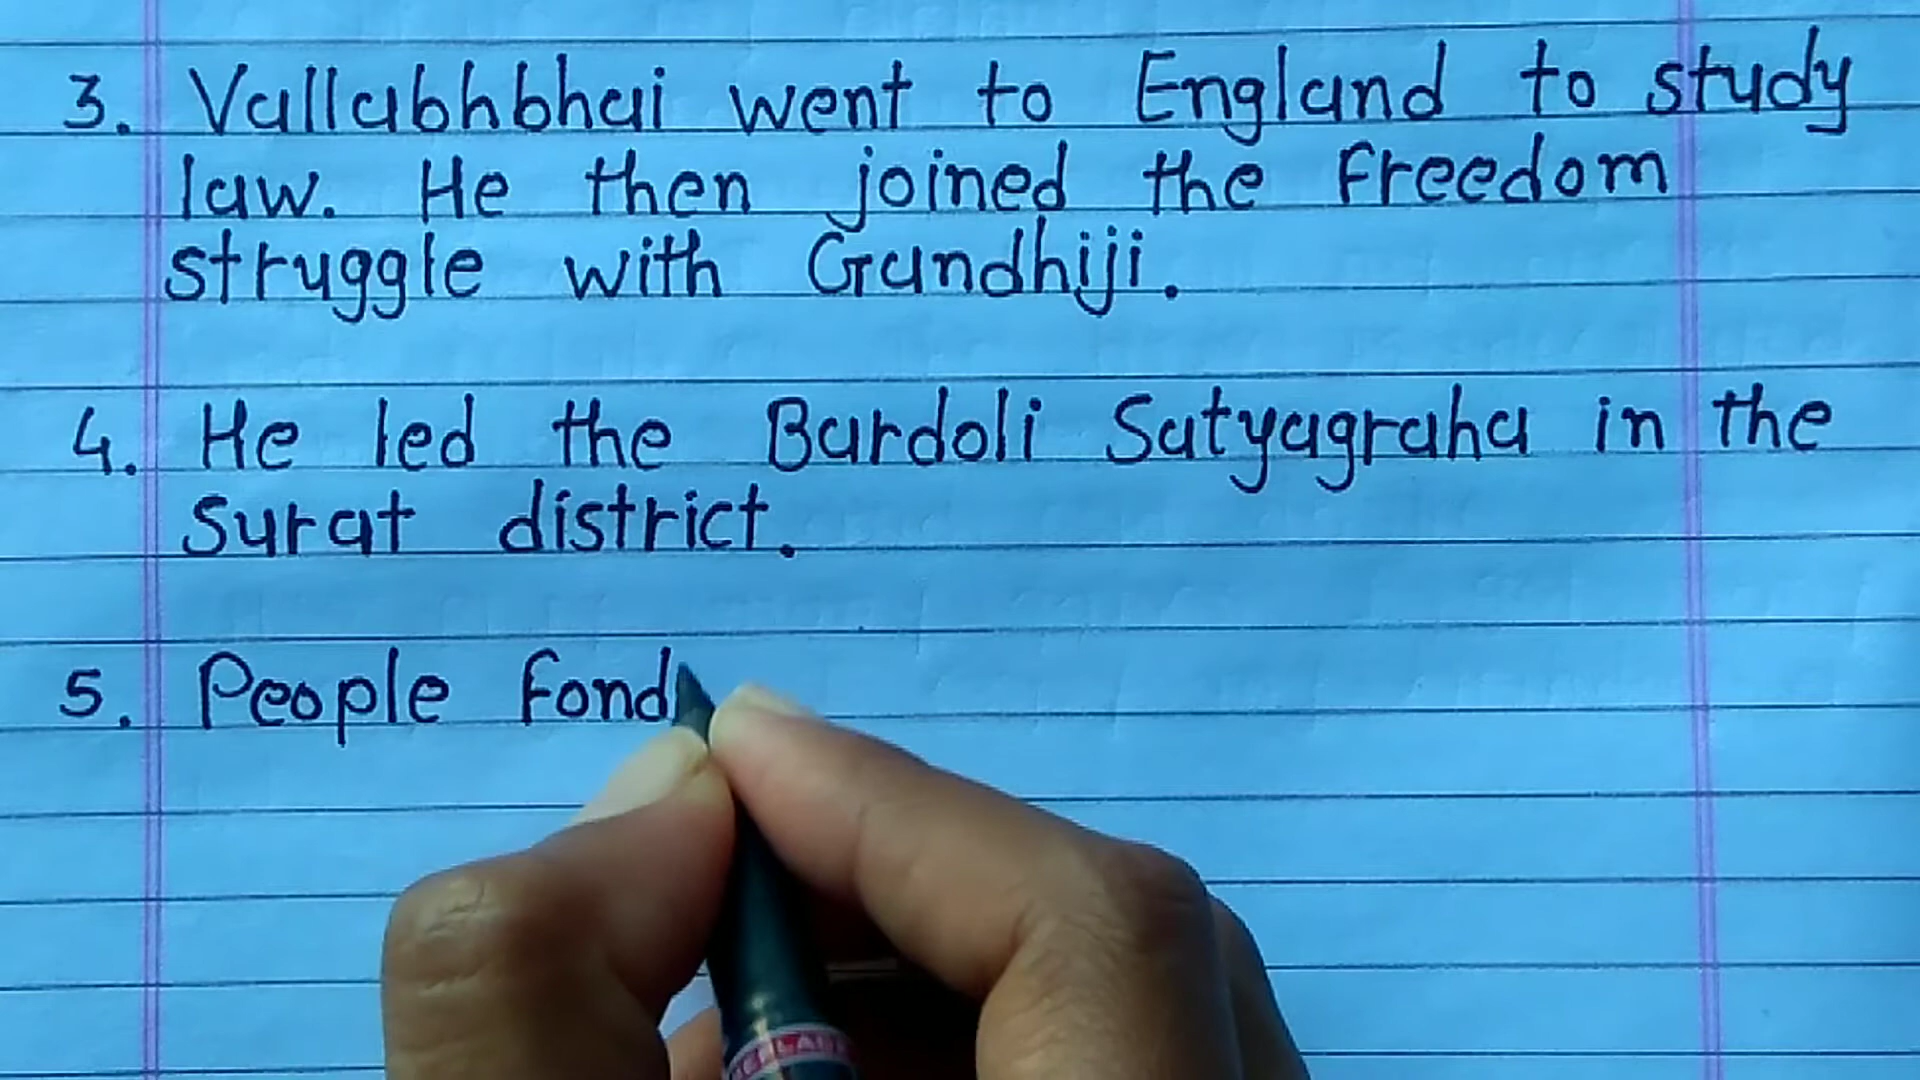 3. Vallabhbhai went to England to study
law. He then joined the freedom
struggle with Gandhiji.
4. He led the Bardoli Satyagraha in the
Surat district.
5. People fond